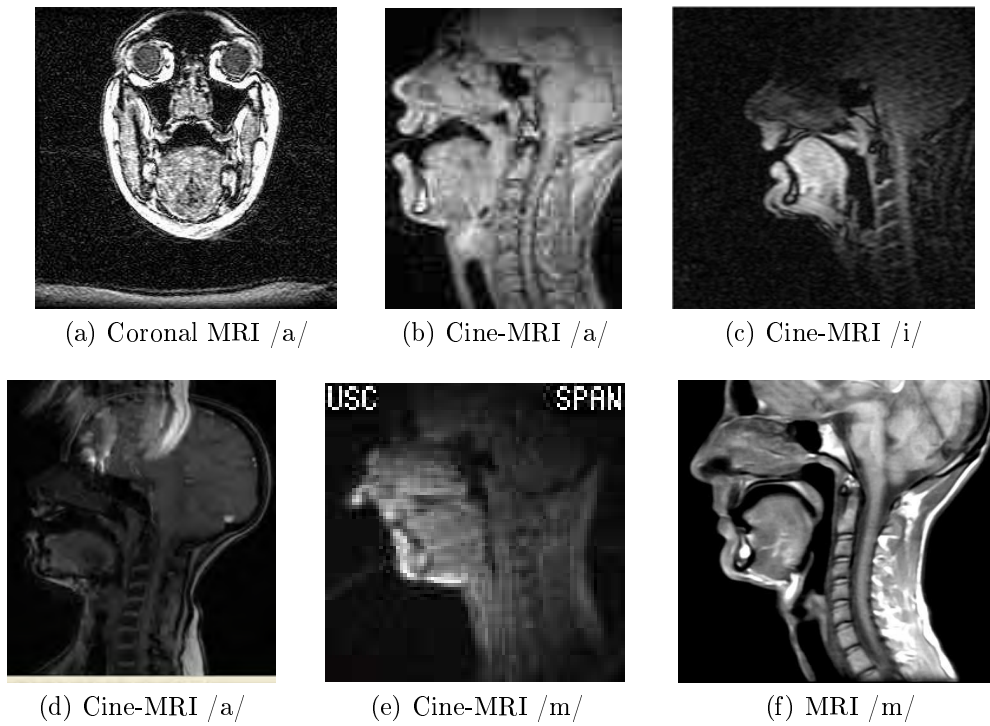 (a) Coronal MRI /a/
(b) Cine-MRI /a/
(c) Cine-MRI /i/
USC SPAN
(d) Cine-MRI /a/
(e) Cine-MRI /m/
(f) MRI /m/